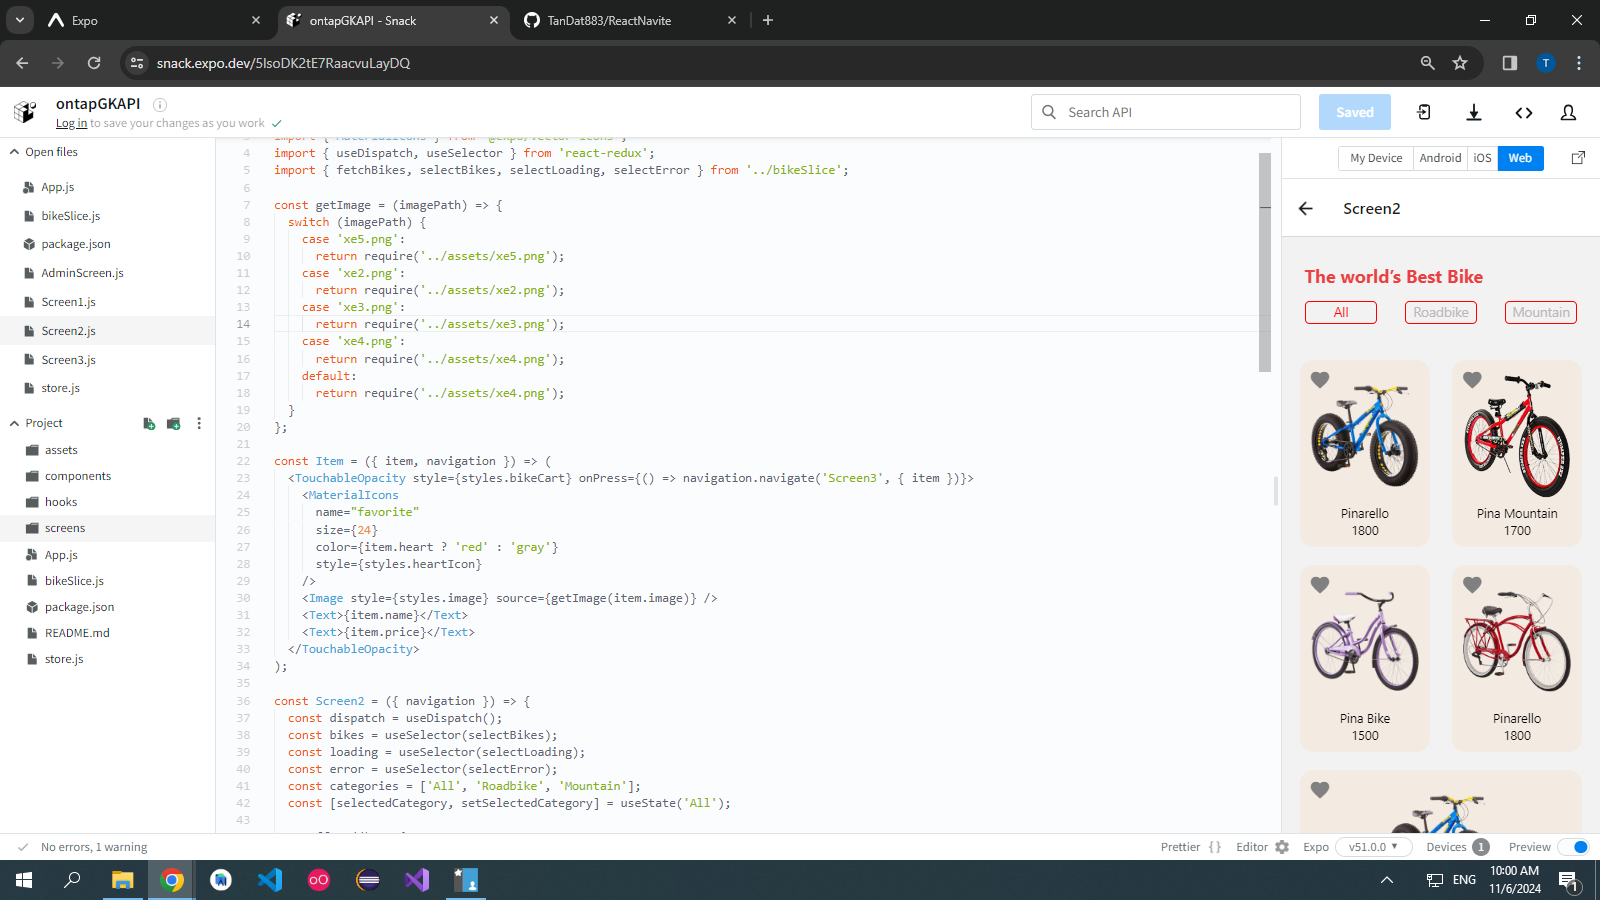 Expo
ontapGKAPI - Snack
TanDat883/ReactNavite
snack.expo.dev/5IsoDK2tE7RaacvuLayDQ
T
ontapGKAPI
Log in to save your changes as you work
Search API
Saved
Open files
App.js
bikeSlice.js
package.json
AdminScreen.js
Screen1.js
Screen2.js
Screen3.js
store.js
Project
assets
components
hooks
screens
App.js
bikeSlice.js
package.json
README.md
store.js
4 import { useDispatch, useSelector } from 'react-redux';
5 import { fetchBikes, selectBikes, selectLoading, selectError } from '../bikeSlice';
6
7 const getImage = (imagePath) => {
8 switch (imagePath) {
9 case 'xe5.png':
10 return require('../assets/xe5.png');
11 case 'xe2.png':
12 return require('../assets/xe2.png');
13 case 'xe3.png':
14 return require('../assets/xe3.png');
15 case 'xe4.png':
16 return require('../assets/xe4.png');
17 default:
18 return require('../assets/xe4.png');
19 }
20 };
21
22 const Item = ({ item, navigation }) => (
23 <TouchableOpacity style={styles.bikeCart} onPress={() => navigation.navigate('Screen3', { item })}>
24 <MaterialIcons
25 name="favorite"
26 size={24}
27 color={item.heart ? 'red' : 'gray'}
28 style={styles.heartIcon}
29 />
30 <Image style={styles.image} source={getImage(item.image)} />
31 <Text>{item.name}</Text>
32 <Text>{item.price}</Text>
33 </TouchableOpacity>
34 );
35
36 const Screen2 = ({ navigation }) => {
37 const dispatch = useDispatch();
38 const bikes = useSelector(selectBikes);
39 const loading = useSelector(selectLoading);
40 const error = useSelector(selectError);
41 const categories = ['All', 'Roadbike', 'Mountain'];
42 const [selectedCategory, setSelectedCategory] = useState('All');
43
My Device Android iOS Web
Screen2
The world's Best Bike
All Roadbike Mountain
Pinarello
1800
Pina Mountain
1700
Pina Bike
1500
Pinarello
1800
No errors, 1 warning
Prettier { } Editor Expo v51.0.0 Devices 1 Preview
ENG
10:00 AM
11/6/2024
1